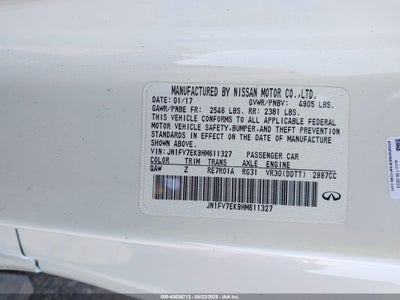 MANUFACTURED BY NISSAN MOTOR CO.,LTD.
DATE: 01/17 GVWR/PNBV: 4905 LBS.
GAWR/PNBE FR: 2546 LBS. RR: 2381 LBS.
THIS VEHICLE CONFORMS TO ALL APPLICABLE FEDERAL
MOTOR VEHICLE SAFETY,BUMPER,AND THEFT PREVENTION
STANDARDS IN EFFECT ON THE DATE OF MANUFACTURE
SHOWN ABOVE.
VIN:JN1FV7EK9HM611327 PASSENGER CAR
COLOR TRIM TRANS AXLE ENGINE
QAW Z RE7R01A RG31 VR30(DDTT) 2997CC
JN1FV7EK9HM611327
INFINITI